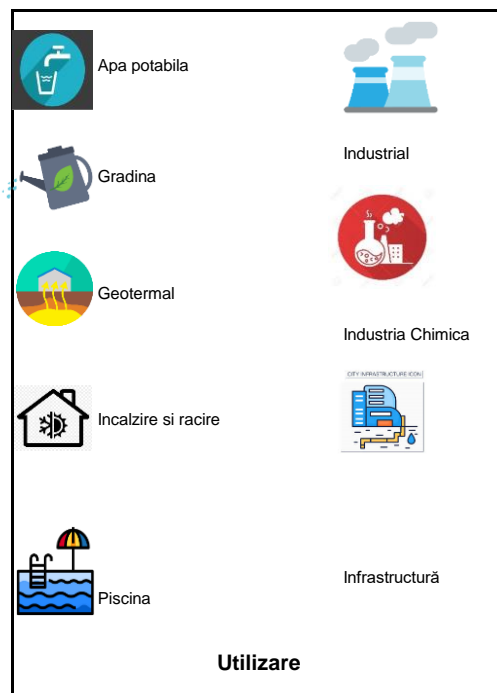 Apa potabila
Gradina
Geotermal
Incalzire si racire
Piscina
Industrial
Industria Chimica
CITY INFRASTRUCTURE ICON
Infrastructură
Utilizare